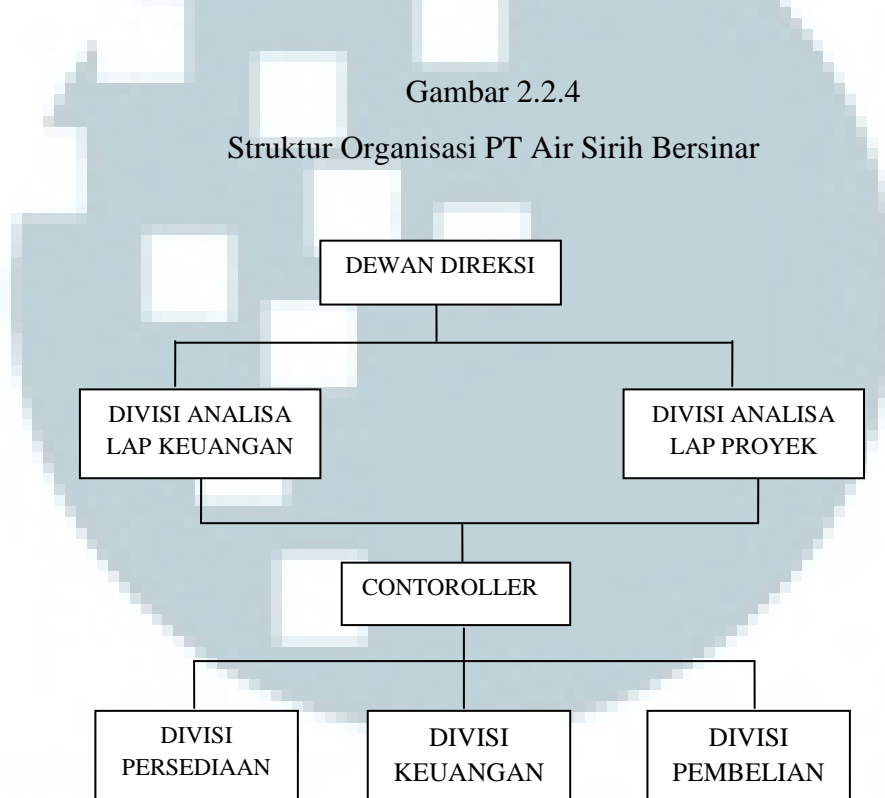 Gambar 2.2.4
Struktur Organisasi PT Air Sirih Bersinar
DEWAN DIREKSI
DIVISI ANALISA
LAP KEUANGAN
DIVISI ANALISA
LAP PROYEK
CONTOROLLER
DIVISI
PERSEDIAAN
DIVISI
KEUANGAN
DIVISI
PEMBELIAN